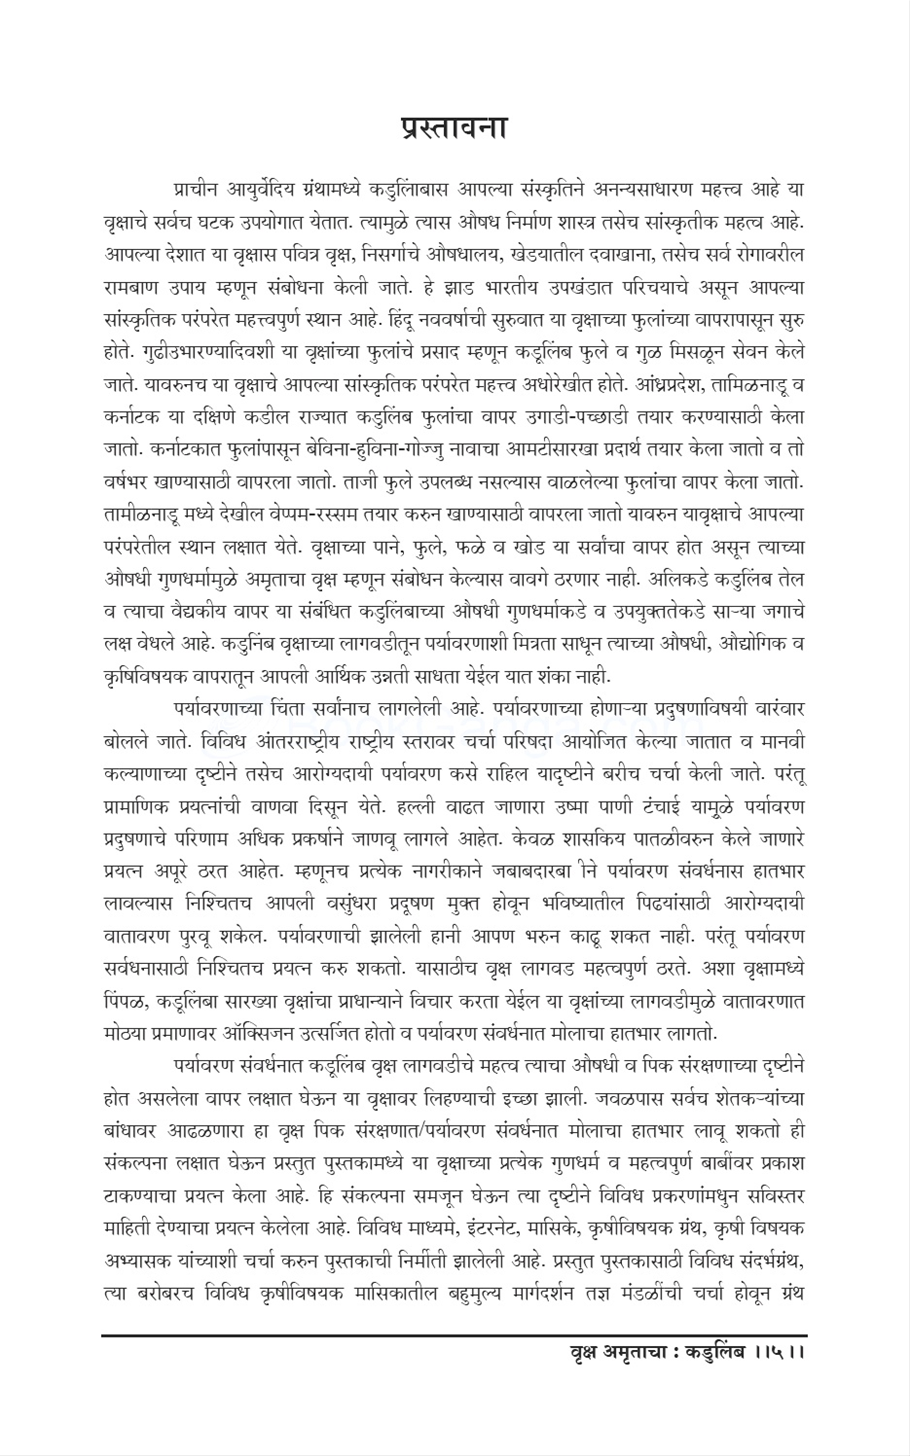 प्रस्तावना
प्राचीन आयुर्वेदिय ग्रंथामध्ये कडुलिंाबास आपल्या संस्कृतिने अनन्यसाधारण महत्त्व आहे या
वृक्षाचे सर्वच घटक उपयोगात येतात. त्यामुळे त्यास औषध निर्माण शास्त्र तसेच सांस्कृतीक महत्व आहे.
आपल्या देशात या वृक्षास पवित्र वृक्ष, निसर्गाचे औषधालय, खेडयातील दवाखाना, तसेच सर्व रोगावरील
रामबाण उपाय म्हणून संबोधना केली जाते. हे झाड भारतीय उपखंडात परिचयाचे असून आपल्या
सांस्कृतिक परंपरेत महत्त्वपुर्ण स्थान आहे. हिंदू नववर्षाची सुरुवात या वृक्षाच्या फुलांच्या वापरापासून सुरु
होते. गुढीउभारण्यादिवशी या वृक्षांच्या फुलांचे प्रसाद म्हणून कडूलिंब फुले व गुळ मिसळून सेवन केले
जाते. यावरुनच या वृक्षाचे आपल्या सांस्कृतिक परंपरेत महत्त्व अधोरेखीत होते. आंध्रप्रदेश, तामिळनाडू व
कर्नाटक या दक्षिणे कडील राज्यात कडुलिंब फुलांचा वापर उगाडी-पच्छाडी तयार करण्यासाठी केला
जातो. कर्नाटकात फुलांपासून बेविना-हुविना-गोज्जु नावाचा आमटीसारखा प्रदार्थ तयार केला जातो व तो
वर्षभर खाण्यासाठी वापरला जातो. ताजी फुले उपलब्ध नसल्यास वाळलेल्या फुलांचा वापर केला जातो.
तामीळनाडू मध्ये देखील वेप्पम-रस्सम तयार करुन खाण्यासाठी वापरला जातो यावरुन यावृक्षाचे आपल्या
परंपरेतील स्थान लक्षात येते. वृक्षाच्या पाने, फुले, फळे व खोड या सर्वांचा वापर होत असून त्याच्या
औषधी गुणधर्मामुळे अमृताचा वृक्ष म्हणून संबोधन केल्यास वावगे ठरणार नाही. अलिकडे कडुलिंब तेल
व त्याचा वैद्यकीय वापर या संबंधित कडुलिंबाच्या औषधी गुणधर्माकडे व उपयुक्ततेकडे साऱ्या जगाचे
लक्ष वेधले आहे. कडुनिंब वृक्षाच्या लागवडीतून पर्यावरणाशी मित्रता साधून त्याच्या औषधी, औद्योगिक व
कृषिविषयक वापरातून आपली आर्थिक उन्नती साधता येईल यात शंका नाही.
पर्यावरणाच्या चिंता सर्वांनाच लागलेली आहे. पर्यावरणाच्या होणाऱ्या प्रदुषणाविषयी वारंवार
बोलले जाते. विविध आंतरराष्ट्रीय राष्ट्रीय स्तरावर चर्चा परिषदा आयोजित केल्या जातात व मानवी
कल्याणाच्या दृष्टीने तसेच आरोग्यदायी पर्यावरण कसे राहिल यादृष्टीने बरीच चर्चा केली जाते. परंतू
प्रामाणिक प्रयत्नांची वाणवा दिसून येते. हल्ली वाढत जाणारा उष्मा पाणी टंचाई यामूळे पर्यावरण
प्रदुषणाचे परिणाम अधिक प्रकर्षाने जाणवू लागले आहेत. केवळ शासकिय पातळीवरुन केले जाणारे
प्रयत्न अपूरे ठरत आहेत. म्हणूनच प्रत्येक नागरीकाने जबाबदारबा ीने पर्यावरण संवर्धनास हातभार
लावल्यास निश्चितच आपली वसुंधरा प्रदूषण मुक्त होवून भविष्यातील पिढयांसाठी आरोग्यदायी
वातावरण पुरवू शकेल. पर्यावरणाची झालेली हानी आपण भरुन काढू शकत नाही. परंतू पर्यावरण
सर्वधनासाठी निश्चितच प्रयत्न करु शकतो. यासाठीच वृक्ष लागवड महत्वपुर्ण ठरते. अशा वृक्षामध्ये
पिंपळ, कडूलिंबा सारख्या वृक्षांचा प्राधान्याने विचार करता येईल या वृक्षांच्या लागवडीमुळे वातावरणात
मोठया प्रमाणावर ऑक्सिजन उत्सर्जित होतो व पर्यावरण संवर्धनात मोलाचा हातभार लागतो.
पर्यावरण संवर्धनात कडूलिंब वृक्ष लागवडीचे महत्व त्याचा औषधी व पिक संरक्षणाच्या दृष्टीने
होत असलेला वापर लक्षात घेऊन या वृक्षावर लिहण्याची इच्छा झाली. जवळपास सर्वच शेतकऱ्यांच्या
बांधावर आढळणारा हा वृक्ष पिक संरक्षणात/पर्यावरण संवर्धनात मोलाचा हातभार लावू शकतो ही
संकल्पना लक्षात घेऊन प्रस्तुत पुस्तकामध्ये या वृक्षाच्या प्रत्येक गुणधर्म व महत्वपुर्ण बाबींवर प्रकाश
टाकण्याचा प्रयत्न केला आहे. हि संकल्पना समजून घेऊन त्या दृष्टीने विविध प्रकरणांमधुन सविस्तर
माहिती देण्याचा प्रयत्न केलेला आहे. विविध माध्यमे, इंटरनेट, मासिके, कृषीविषयक ग्रंथ, कृषी विषयक
अभ्यासक यांच्याशी चर्चा करुन पुस्तकाची निर्मीती झालेली आहे. प्रस्तुत पुस्तकासाठी विविध संदर्भग्रंथ,
त्या बरोबरच विविध कृषीविषयक मासिकातील बहुमुल्य मार्गदर्शन तज्ञ मंडळींची चर्चा होवून ग्रंथ
वृक्ष अमृताचा : कडुलिंब ।।५।।